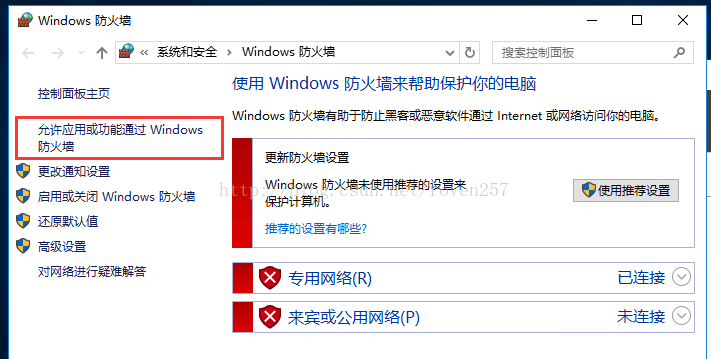 Windows 防火墙
系统和安全
Windows 防火墙
搜索控制面板
控制面板主页
允许应用或功能通过 Windows
防火墙
更改通知设置
启用或关闭 Windows 防火墙
还原默认值
高级设置
对网络进行疑难解答
使用 Windows 防火墙来帮助保护你的电脑
Windows 防火墙有助于防止黑客或恶意软件通过 Internet 或网络访问你的电脑。
更新防火墙设置
Windows 防火墙未使用推荐的设置来
保护计算机。
使用推荐设置
推荐的设置有哪些?
http://blog.csdn.net/roven257
专用网络(R) 已连接
来宾或公用网络(P) 未连接